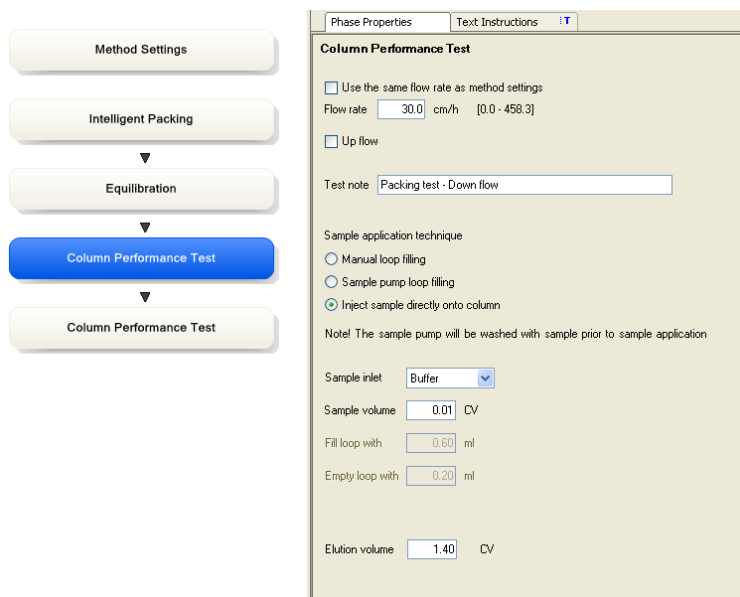 Method Settings
Intelligent Packing
Equilibration
Column Performance Test
Column Performance Test
Phase Properties Text Instructions :T
Column Performance Test
Use the same flow rate as method settings
Flow rate 30.0 cm/h [0.0 - 458.3]
Up flow
Test note Packing test - Down flow
Sample application technique
Manual loop filling
Sample pump loop filling
Inject sample directly onto column
Note! The sample pump will be washed with sample prior to sample application
Sample inlet Buffer
Sample volume 0.01 CV
Fill loop with 0.60 ml
Empty loop with 0.20 ml
Elution volume 1.40 CV